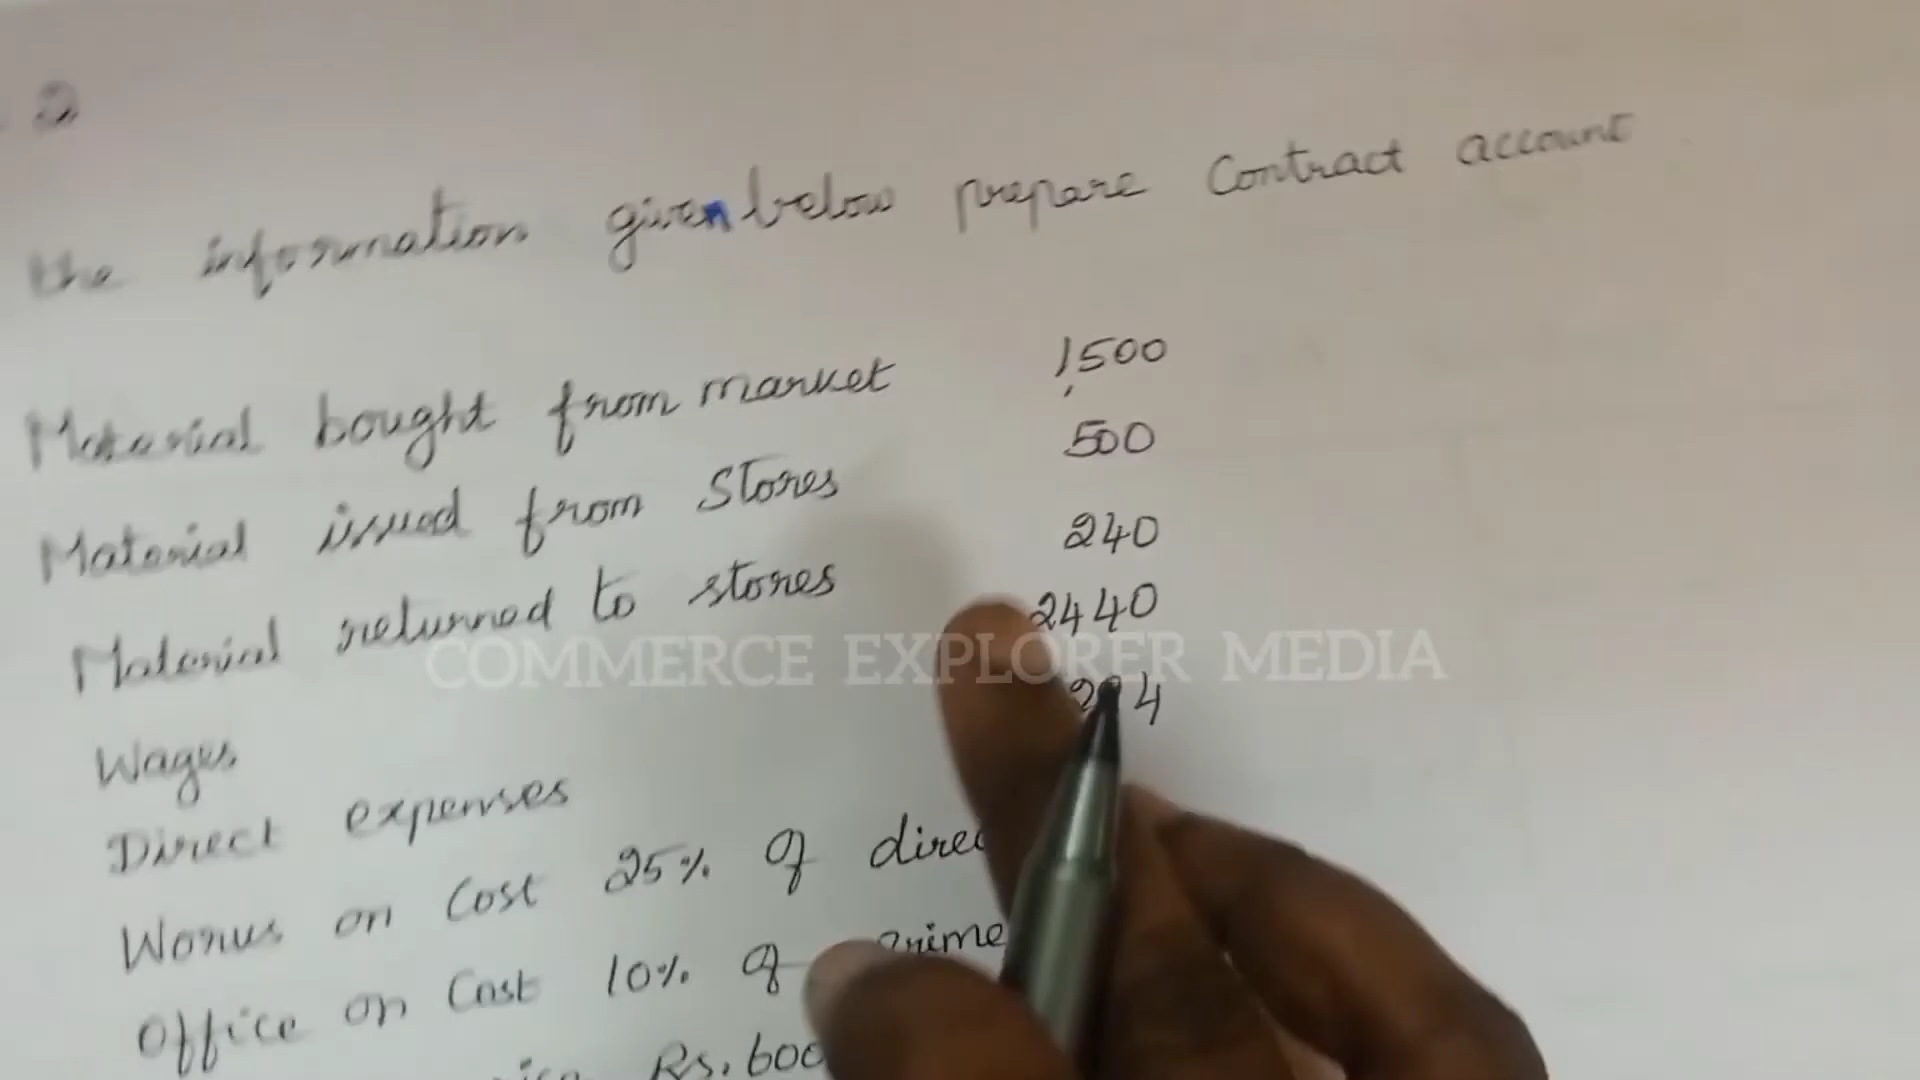 2
the information given below prepare Contract account
Material bought from market 1,500
Material issued from Stores 500
Material returned to stores 240
Wages 2440
Direct expenses
Works on Cost 25% of
Office on Cost 10% of
Rs. 600
COMMERCE EXPLORER MEDIA